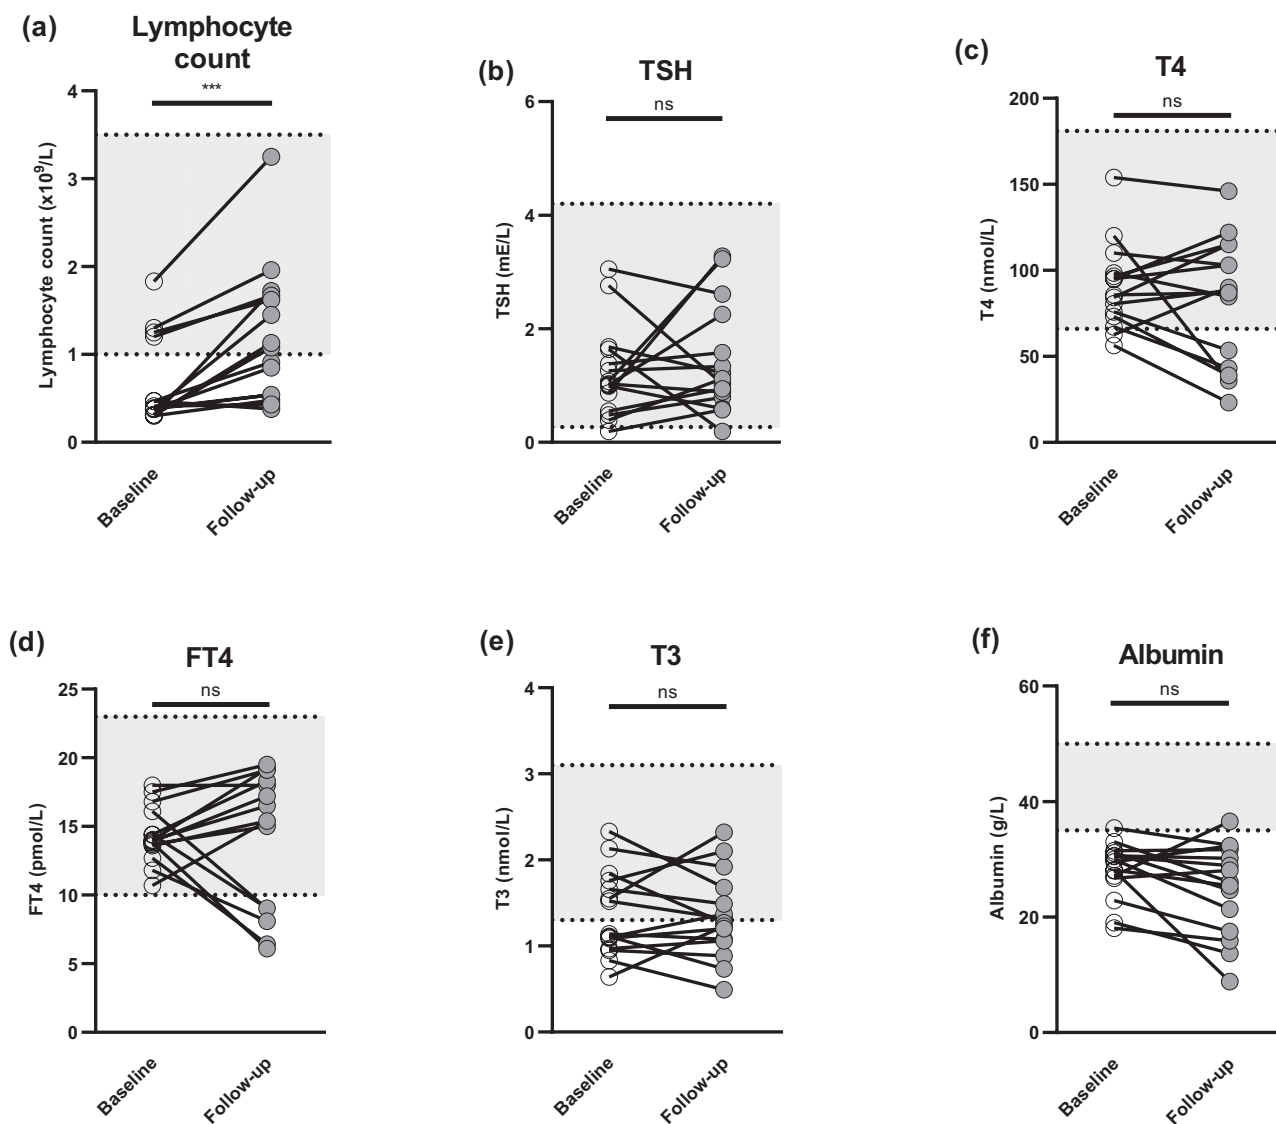 (a)
Lymphocyte
count
***
4
3
2
1
0
Lymphocyte count (x10⁹/L)
Baseline
Follow-up
(b)
TSH
ns
6
4
2
0
TSH (mE/L)
Baseline
Follow-up
(c)
T4
ns
200
150
100
50
0
T4 (nmol/L)
Baseline
Follow-up
(d)
FT4
ns
25
20
15
10
5
0
FT4 (pmol/L)
Baseline
Follow-up
(e)
T3
ns
4
3
2
1
0
T3 (nmol/L)
Baseline
Follow-up
(f)
Albumin
ns
60
40
20
0
Albumin (g/L)
Baseline
Follow-up